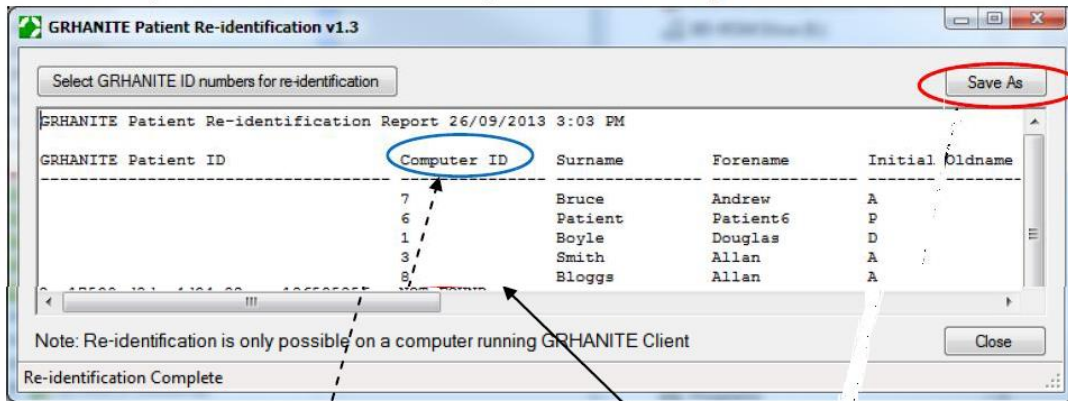 GRHANITE Patient Re-identification v1.3
Select GRHANITE ID numbers for re-identification
Save As
GRHANITE Patient Re-identification Report 26/09/2013 3:03 PM
GRHANITE Patient ID Computer ID Surname Forename Initial Oldname
7 Bruce Andrew A
6 Patient Patient6 P
1 Boyle Douglas D
3 Smith Allan A
8 Bloggs Allan A
Note: Re-identification is only possible on a computer running GRHANITE Client
Close
Re-identification Complete